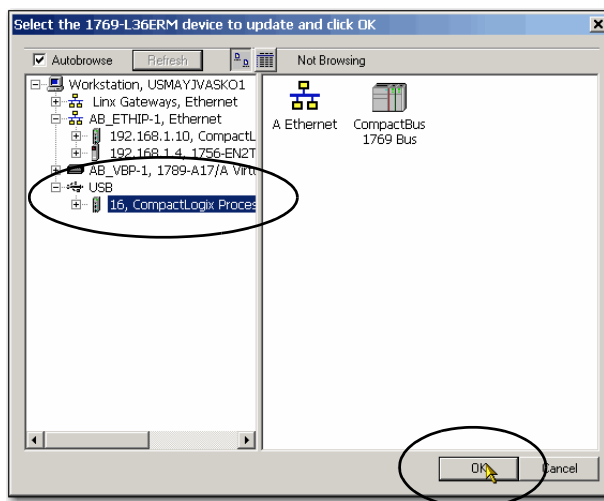 Select the 1769-L36ERM device to update and click OK
Autobrowse
Refresh
Not Browsing
Workstation, USMAYJVASKO1
Linx Gateways, Ethernet
AB_ETHIP-1, Ethernet
192.168.1.10, CompactL
192.168.1.4, 1756-EN2T
AB_VBP-1, 1789-A17/A Virtu
USB
16, CompactLogix Proces
A Ethernet
CompactBus
1769 Bus
OK
Cancel